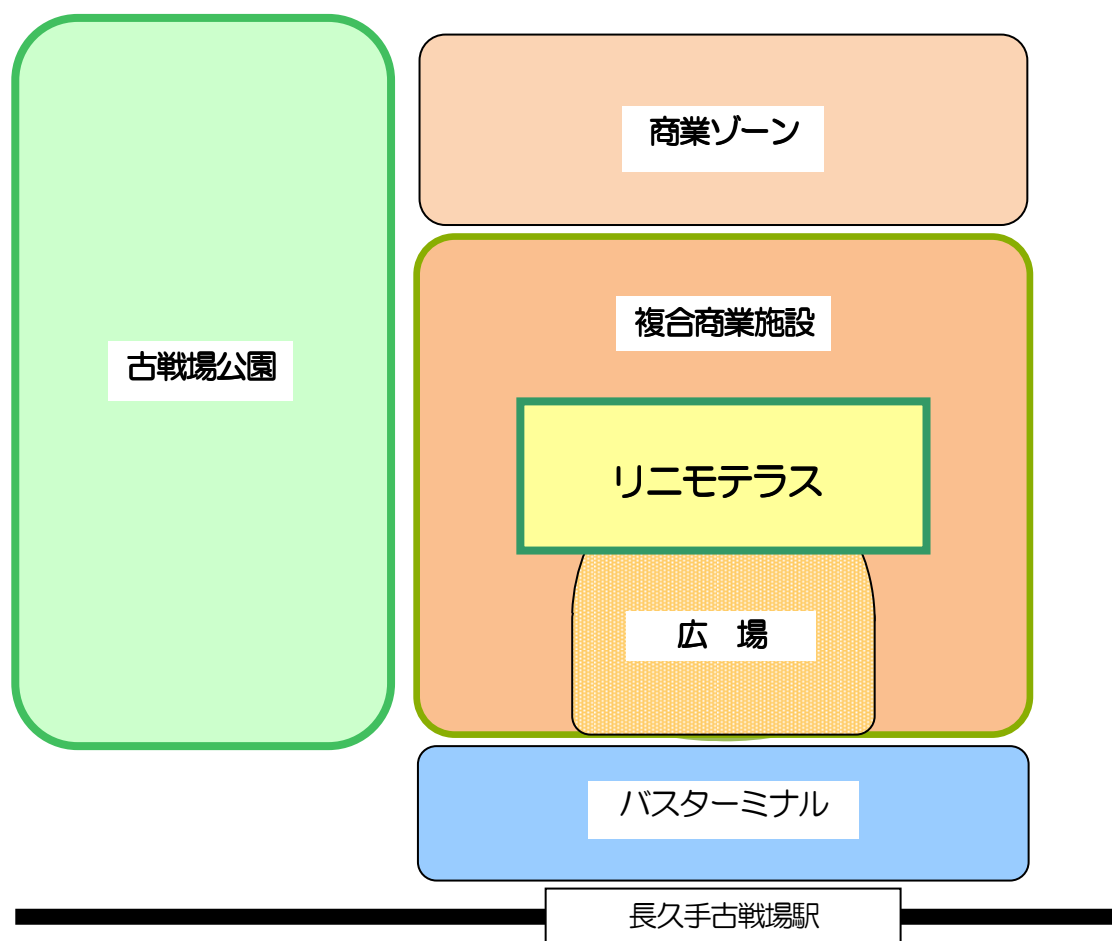 商業ゾーン
複合商業施設
古戦場公園
リニモテラス
広　場
バスターミナル
長久手古戦場駅